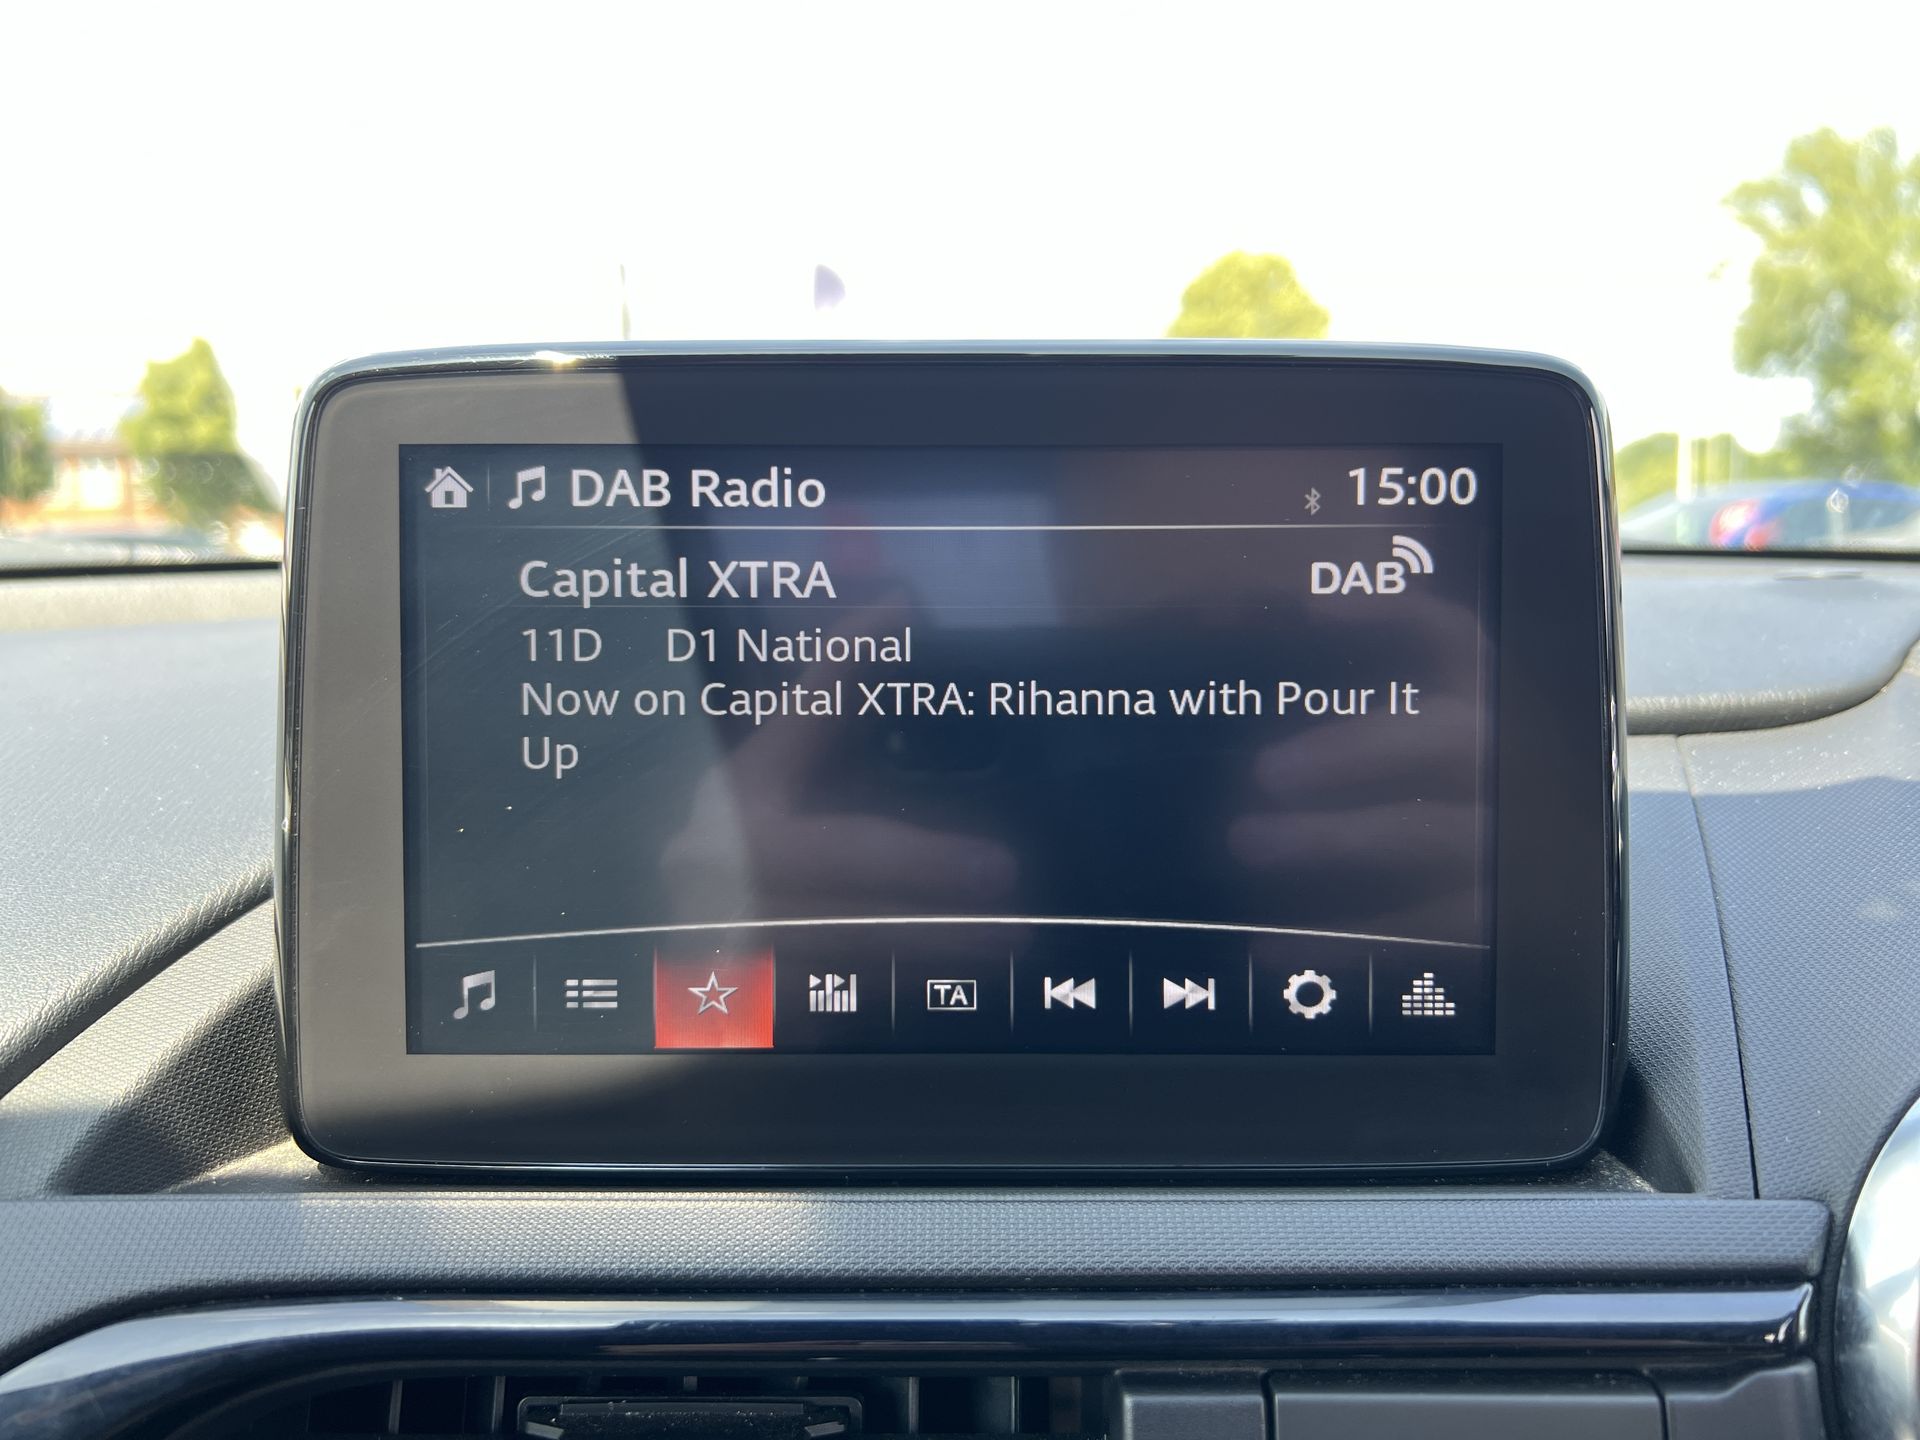 DAB Radio 15:00
Capital XTRA DAB
11D D1 National
Now on Capital XTRA: Rihanna with Pour It
Up
TA